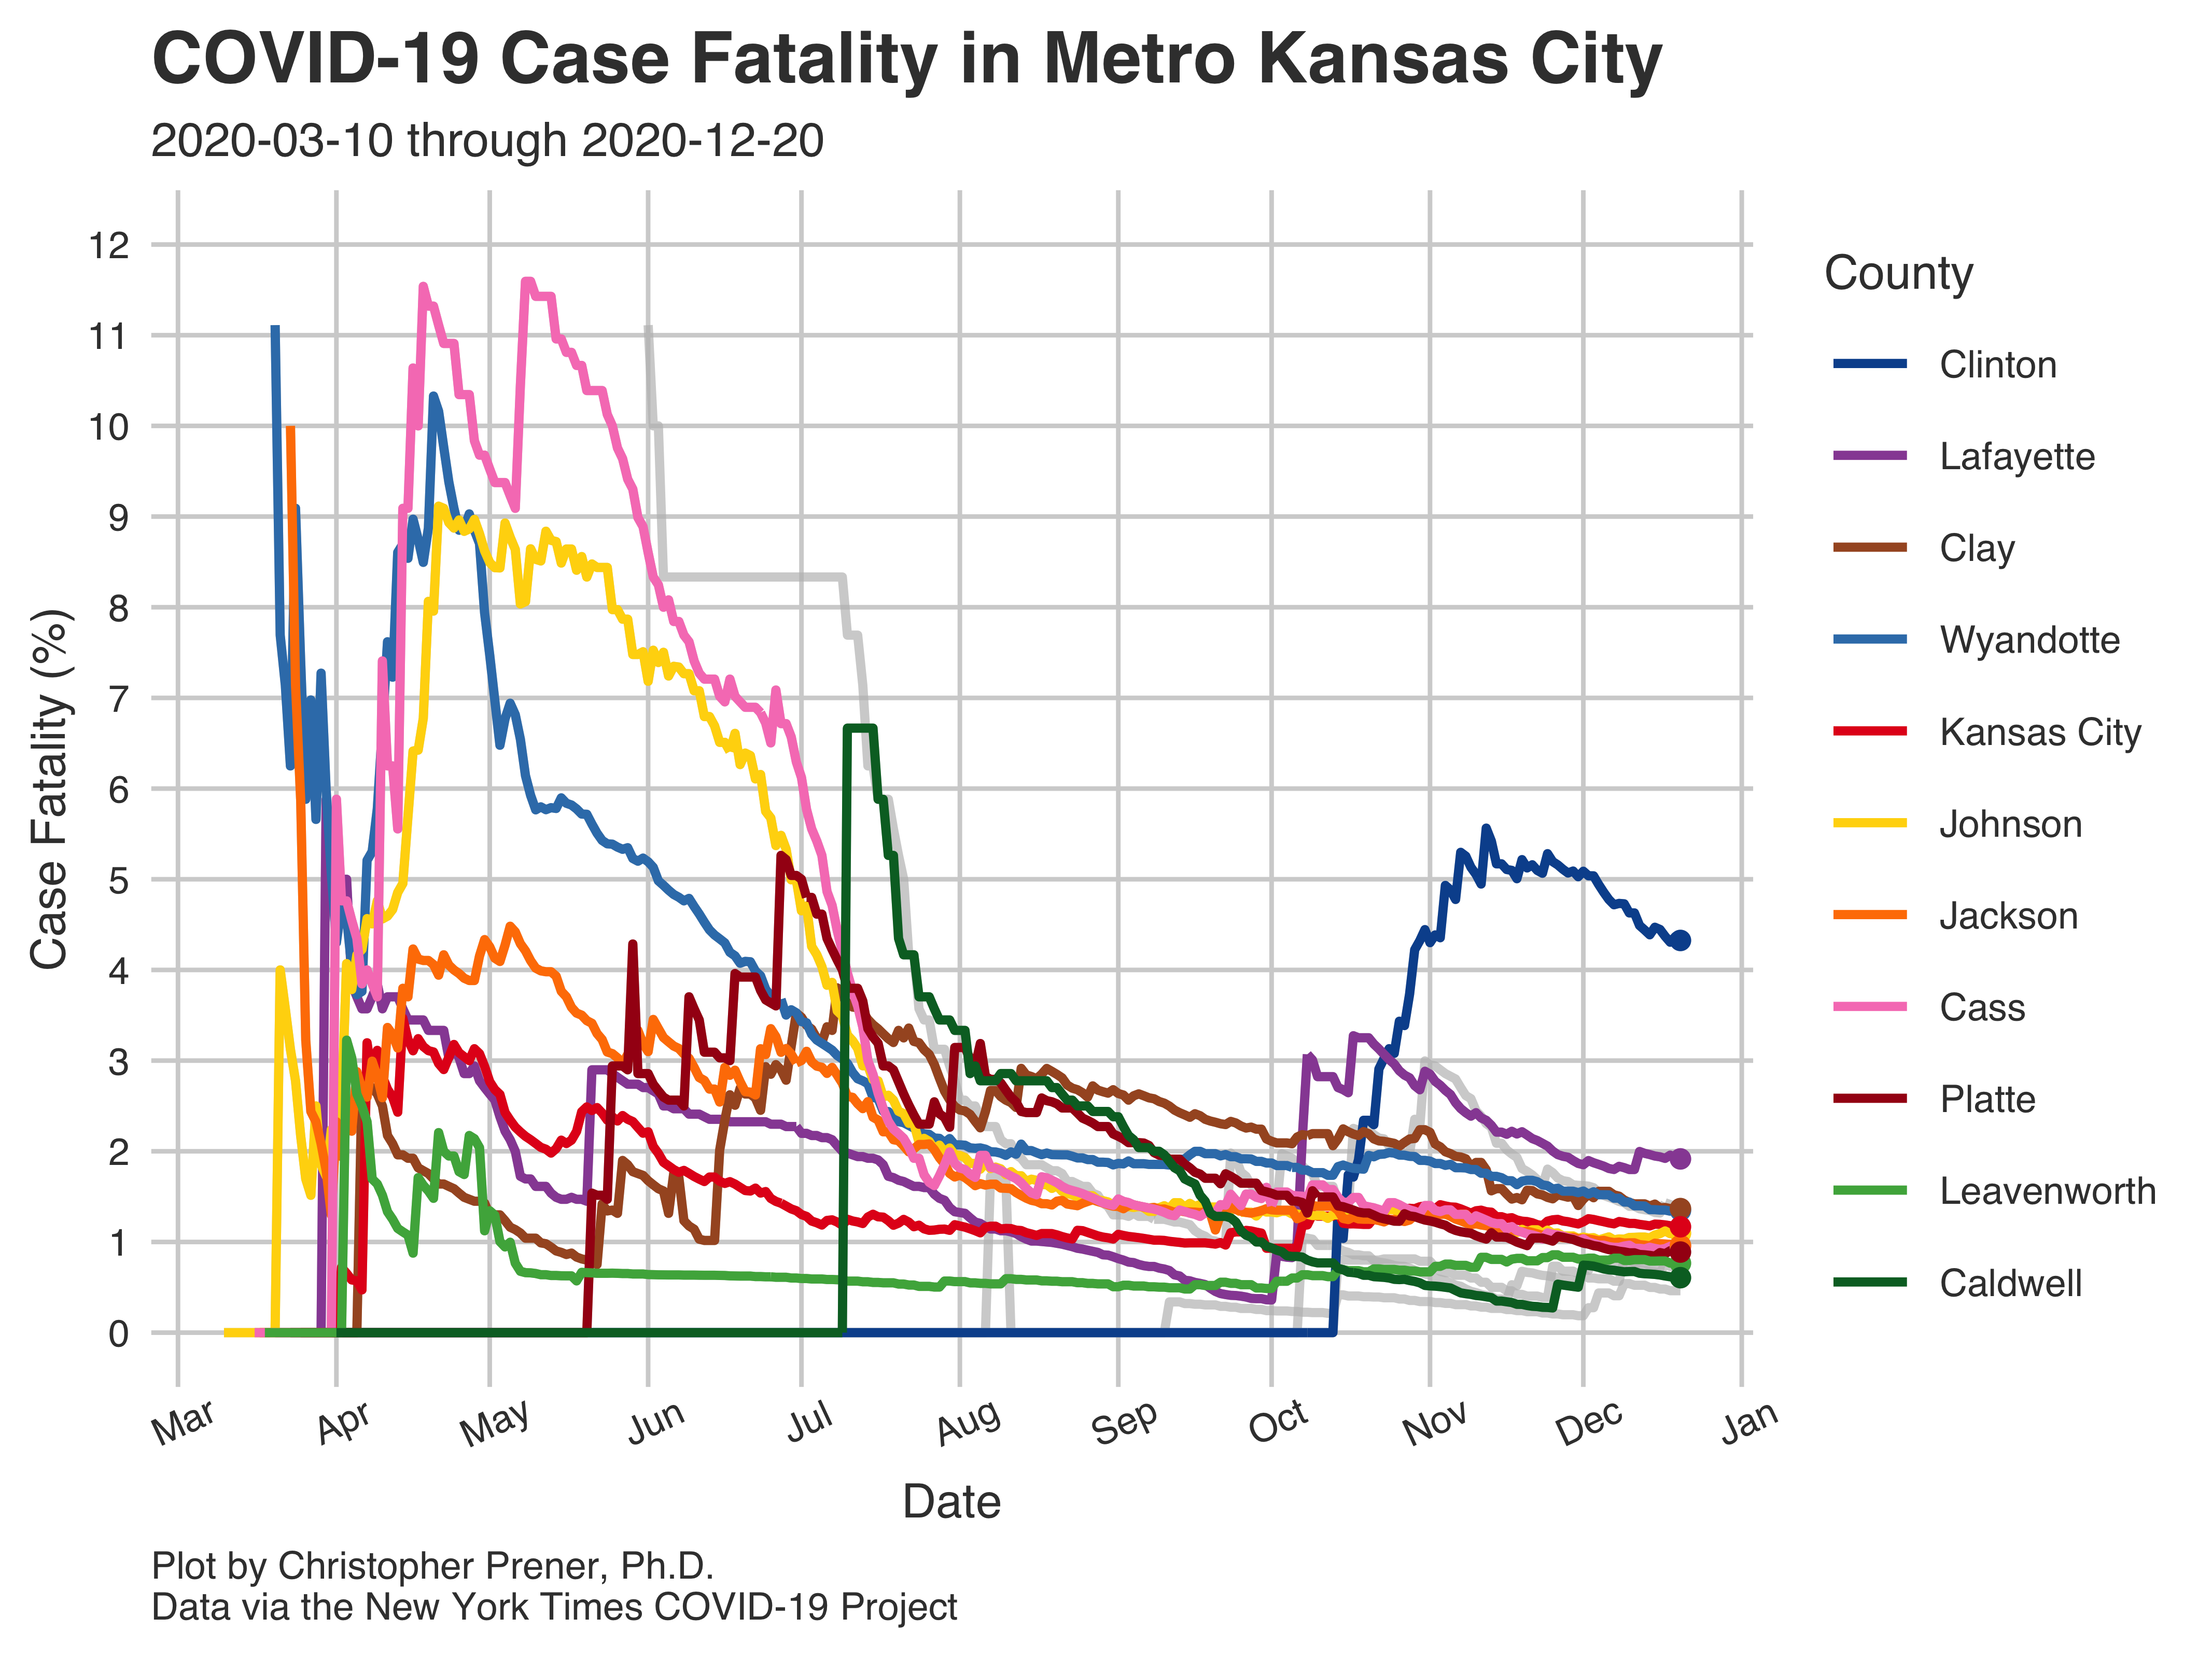 COVID-19 Case Fatality in Metro Kansas City
2020-03-10 through 2020-12-20
Case Fatality (%)
12
11
10
9
8
7
6
5
4
3
2
1
0
Mar
Apr
May
Jun
Jul
Aug
Sep
Oct
Nov
Dec
Jan
Date
County
Clinton
Lafayette
Clay
Wyandotte
Kansas City
Johnson
Jackson
Cass
Platte
Leavenworth
Caldwell
Plot by Christopher Prener, Ph.D.
Data via the New York Times COVID-19 Project